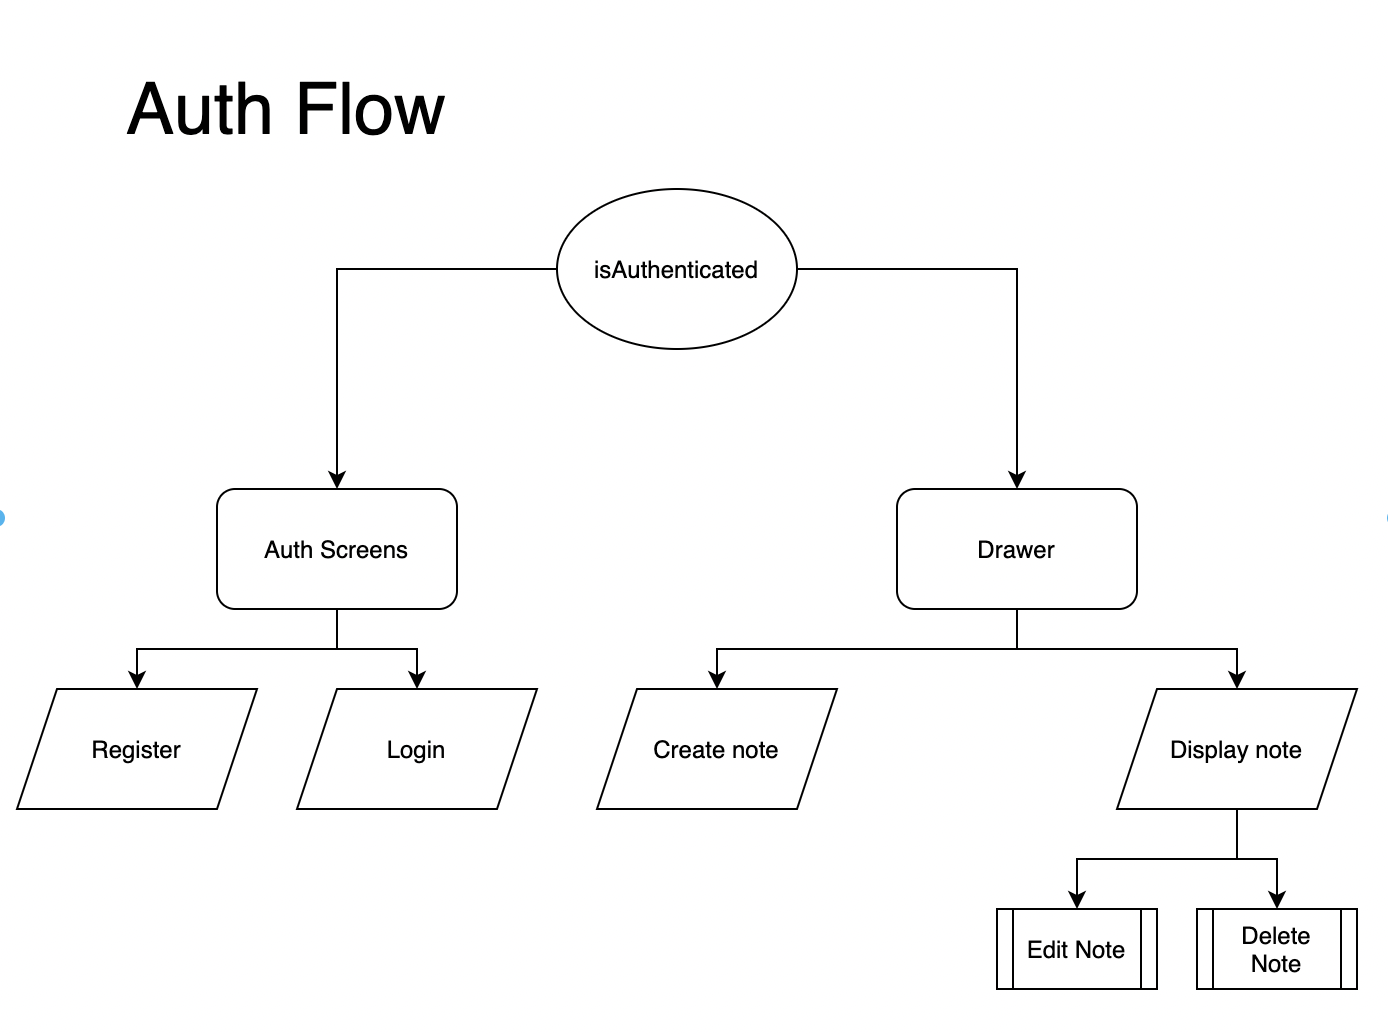 Auth Flow
isAuthenticated
Auth Screens
Drawer
Register
Login
Create note
Display note
Edit Note
Delete
Note